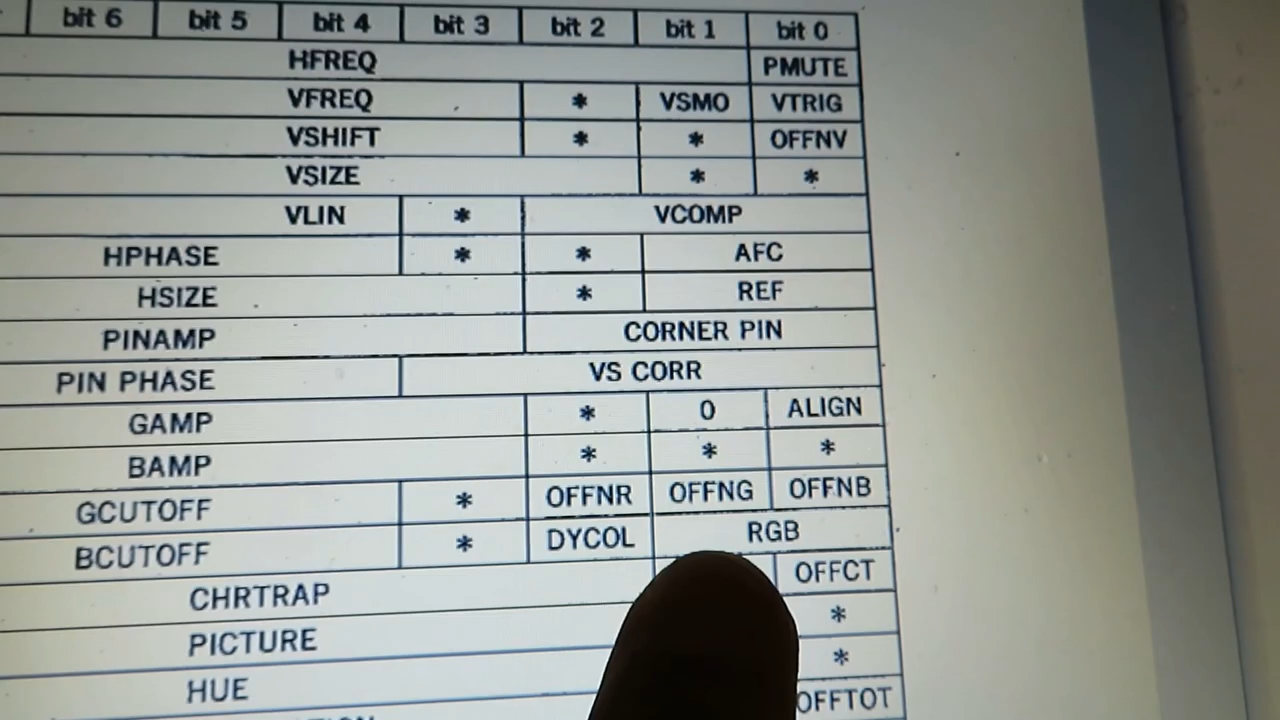 bit 6 bit 5 bit 4 bit 3 bit 2 bit 1 bit 0
HFREQ PMUTE
VFREQ * VSMO VTRIG
VSHIFT * * OFFNV
VSIZE * *
VLIN * VCOMP
HPHASE * * AFC
HSIZE * REF
PINAMP CORNER PIN
PIN PHASE VS CORR
GAMP * 0 ALIGN
BAMP * * *
GCUTOFF * OFFNR OFFNG OFFNB
BCUTOFF * DYCOL RGB
CHRTRAP OFFCT
PICTURE *
HUE *
OFFTOT